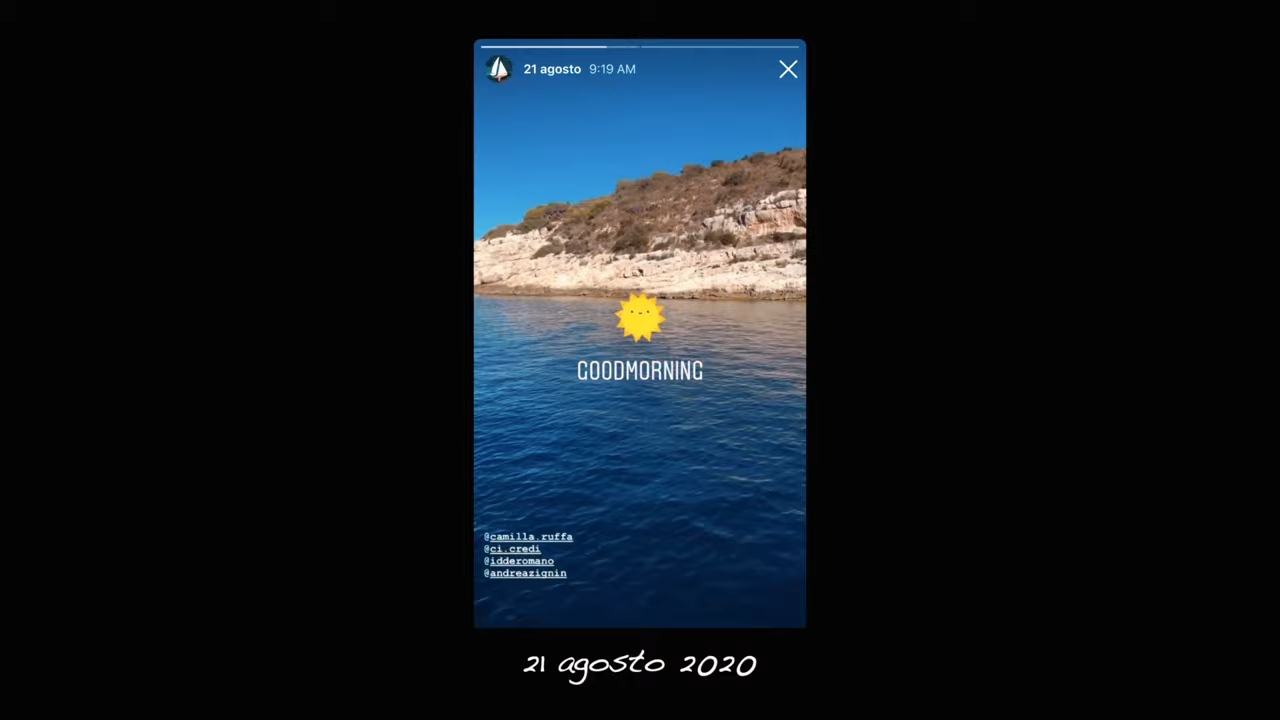 21 agosto 9:19 AM
GOODMORNING
@camilla.ruffa
@ci.credi
@idderomano
@andreazignin
21 agosto 2020